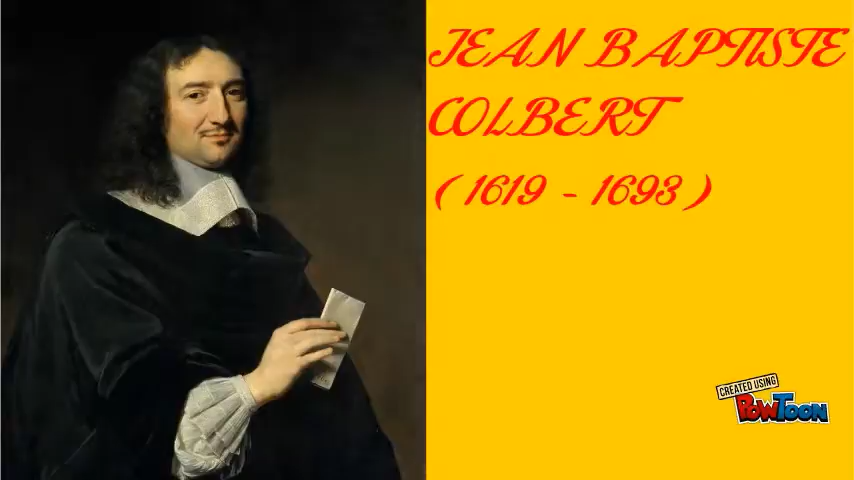 JEAN BAPTISTE
COLBERT
( 1619 - 1693 )
CREATED USING
POWTOON